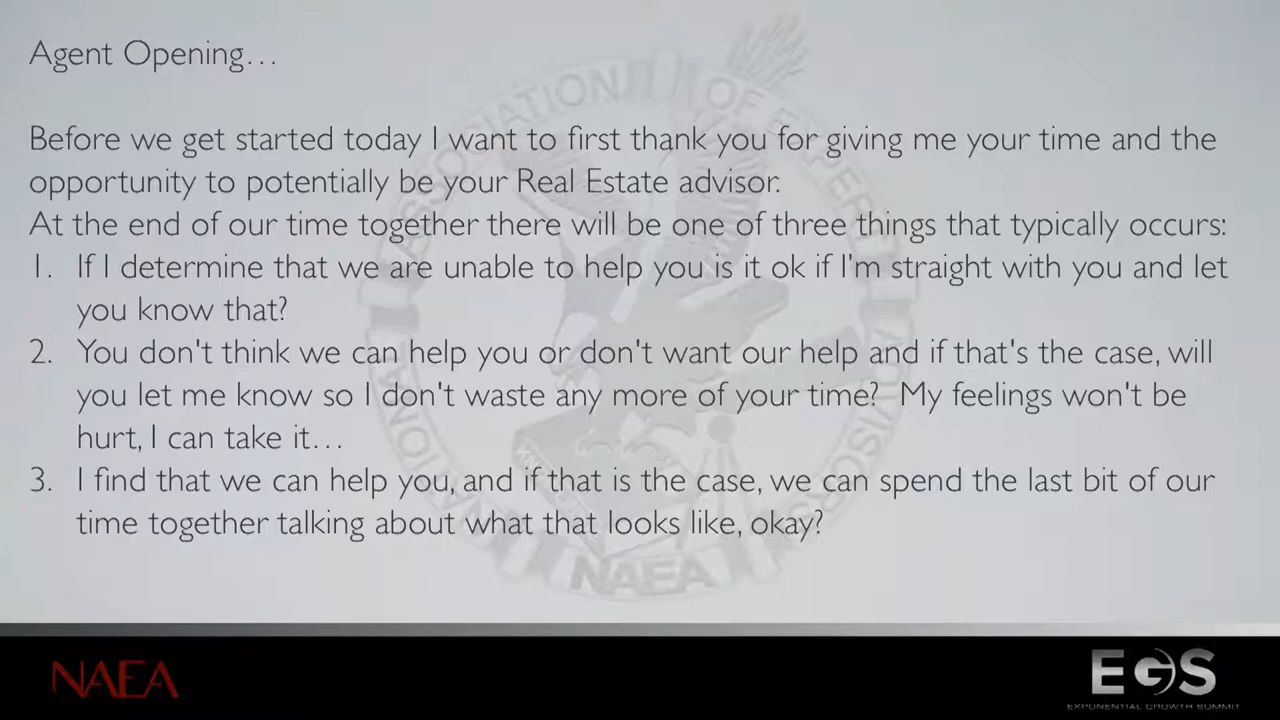 Agent Opening…
Before we get started today I want to first thank you for giving me your time and the
opportunity to potentially be your Real Estate advisor.
At the end of our time together there will be one of three things that typically occurs:
1. If I determine that we are unable to help you is it ok if I'm straight with you and let
you know that?
2. You don't think we can help you or don't want our help and if that's the case, will
you let me know so I don't waste any more of your time? My feelings won't be
hurt, I can take it…
3. I find that we can help you, and if that is the case, we can spend the last bit of our
time together talking about what that looks like, okay?
NATIONAL ASSOCIATION OF EXPERT ADVISORS
NAEA
NAEA
EGS
EXPONENTIAL GROWTH SUMMIT